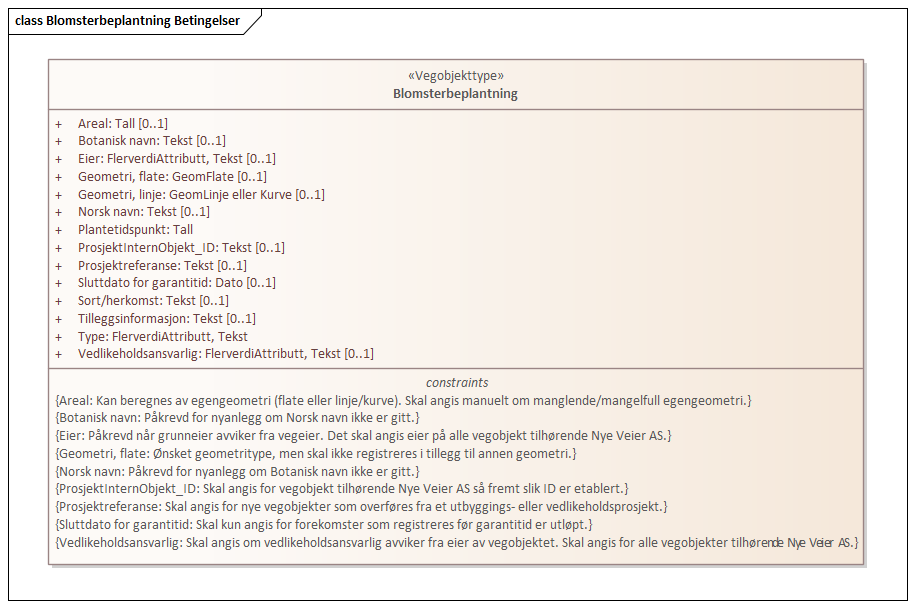 class Blomsterbeplantning Betingelser
«Vegobjekttype»
Blomsterbeplantning
+ Areal: Tall [0..1]
+ Botanisk navn: Tekst [0..1]
+ Eier: FlerverdiAttributt, Tekst [0..1]
+ Geometri, flate: GeomFlate [0..1]
+ Geometri, linje: GeomLinje eller Kurve [0..1]
+ Norsk navn: Tekst [0..1]
+ Plantetidspunkt: Tall
+ ProsjektInternObjekt_ID: Tekst [0..1]
+ Prosjektreferanse: Tekst [0..1]
+ Sluttdato for garantitid: Dato [0..1]
+ Sort/herkomst: Tekst [0..1]
+ Tilleggsinformasjon: Tekst [0..1]
+ Type: FlerverdiAttributt, Tekst
+ Vedlikeholdsansvarlig: FlerverdiAttributt, Tekst [0..1]
constraints
{Areal: Kan beregnes av egengeometri (flate eller linje/kurve). Skal angis manuelt om manglende/mangelfull egengeometri.}
{Botanisk navn: Påkrevd for nyanlegg om Norsk navn ikke er gitt.}
{Eier: Påkrevd når grunneier avviker fra vegeier. Det skal angis eier på alle vegobjekt tilhørende Nye Veier AS.}
{Geometri, flate: Ønsket geometritype, men skal ikke registreres i tillegg til annen geometri.}
{Norsk navn: Påkrevd for nyanlegg om Botanisk navn ikke er gitt.}
{ProsjektInternObjekt_ID: Skal angis for vegobjekt tilhørende Nye Veier AS så fremt slik ID er etablert.}
{Prosjektreferanse: Skal angis for nye vegobjekter som overføres fra et utbyggings- eller vedlikeholdsprosjekt.}
{Sluttdato for garantitid: Skal kun angis for forekomster som registreres før garantitid er utløpt.}
{Vedlikeholdsansvarlig: Skal angis om vedlikeholdsansvarlig avviker fra eier av vegobjektet. Skal angis for alle vegobjekter tilhørende Nye Veier AS.}